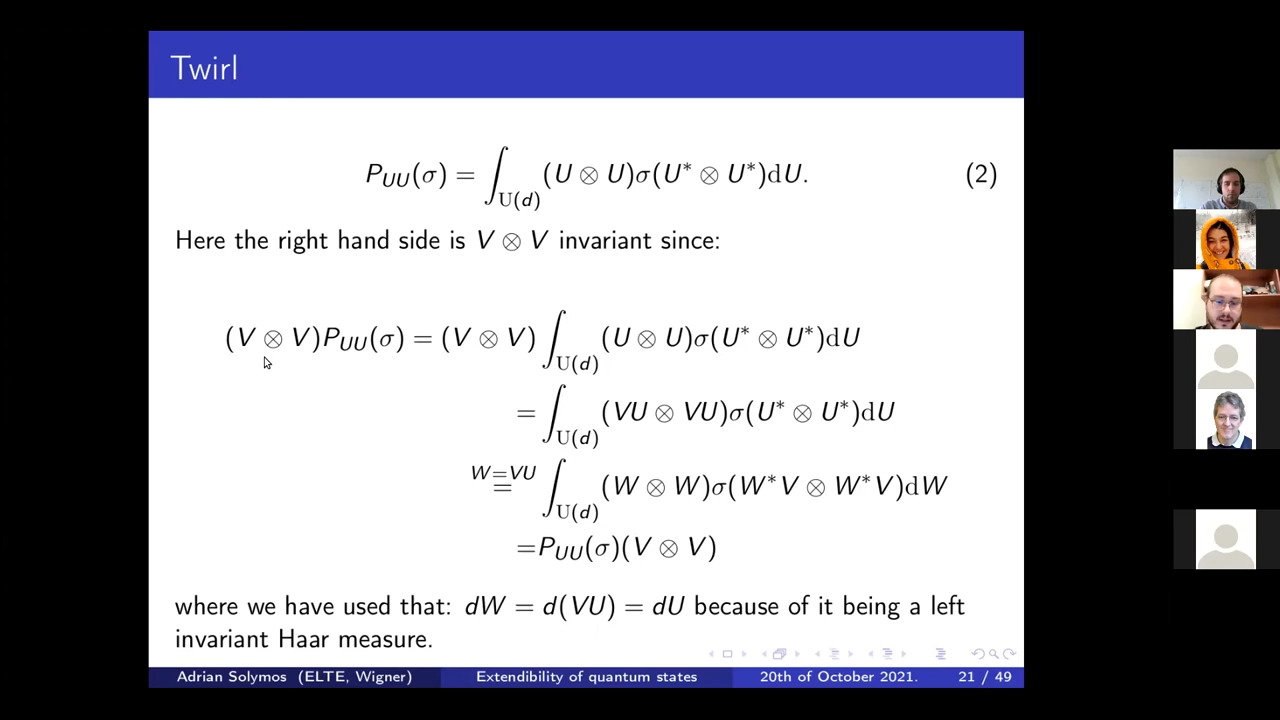 Twirl
P_{UU}(σ) = ∫_{U(d)} (U ⊗ U)σ(U* ⊗ U*)dU. (2)
Here the right hand side is V ⊗ V invariant since:
(V ⊗ V)P_{UU}(σ) = (V ⊗ V) ∫_{U(d)} (U ⊗ U)σ(U* ⊗ U*)dU
= ∫_{U(d)} (VU ⊗ VU)σ(U* ⊗ U*)dU
W=VU
= ∫_{U(d)} (W ⊗ W)σ(W*V ⊗ W*V)dW
=P_{UU}(σ)(V ⊗ V)
where we have used that: dW = d(VU) = dU because of it being a left
invariant Haar measure.
Adrian Solymos (ELTE, Wigner) Extendibility of quantum states 20th of October 2021. 21 / 49